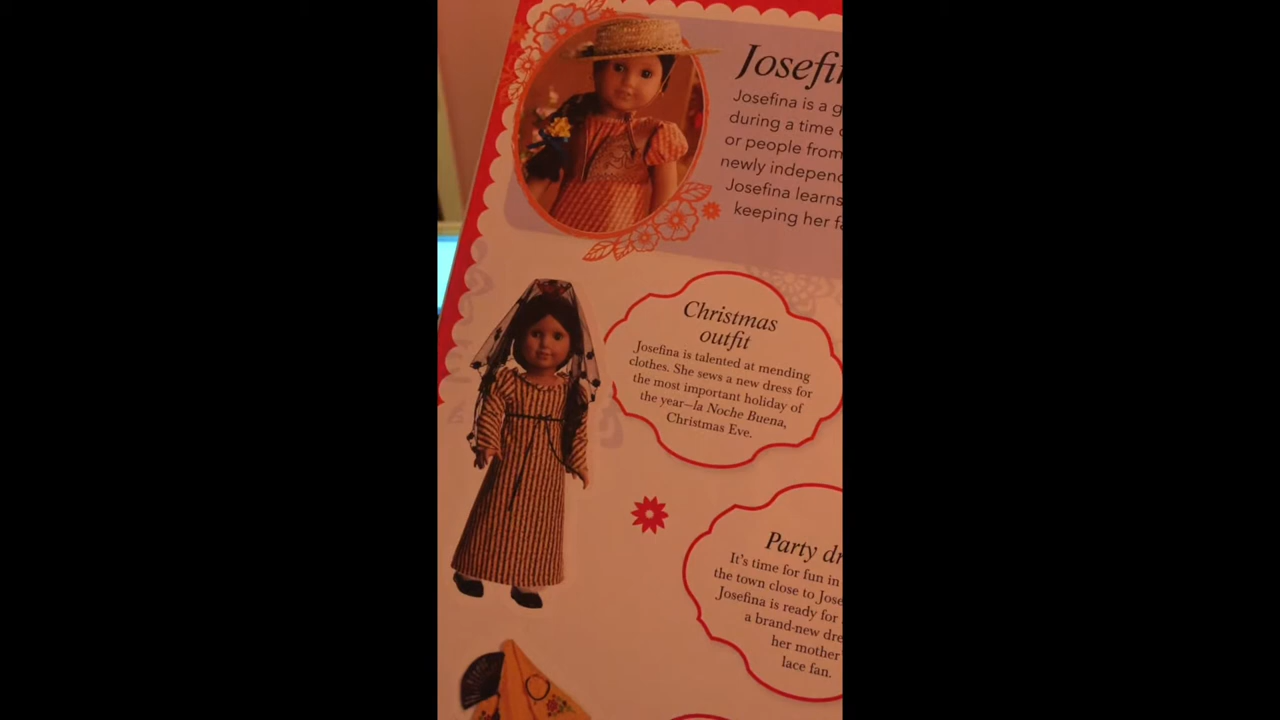 Josefi
Josefina is a g
during a time
or people from
newly independ
Josefina learns
keeping her fa
Christmas
outfit
Josefina is talented at mending
clothes. She sews a new dress for
the most important holiday of
the year—la Noche Buena,
Christmas Eve.
Party dr
It's time for fun in
the town close to Jose
Josefina is ready for
a brand-new dre
her mother'
lace fan.